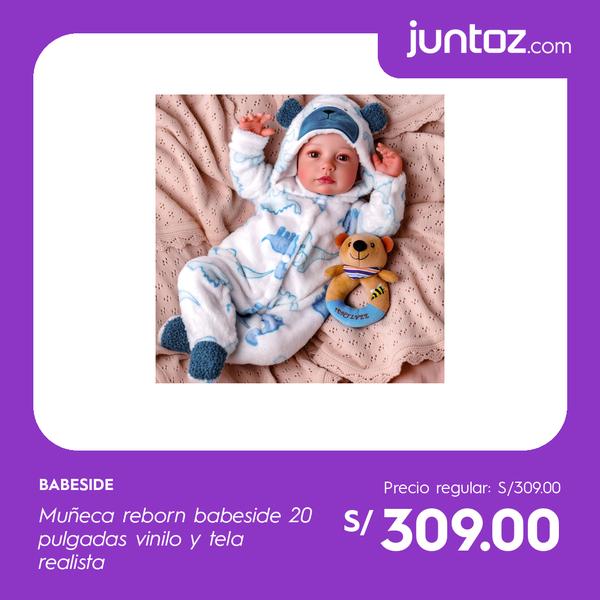 juntoz.com
BABESIDE
Muñeca reborn babeside 20
pulgadas vinilo y tela
realista
Precio regular: S/309.00
S/ 309.00